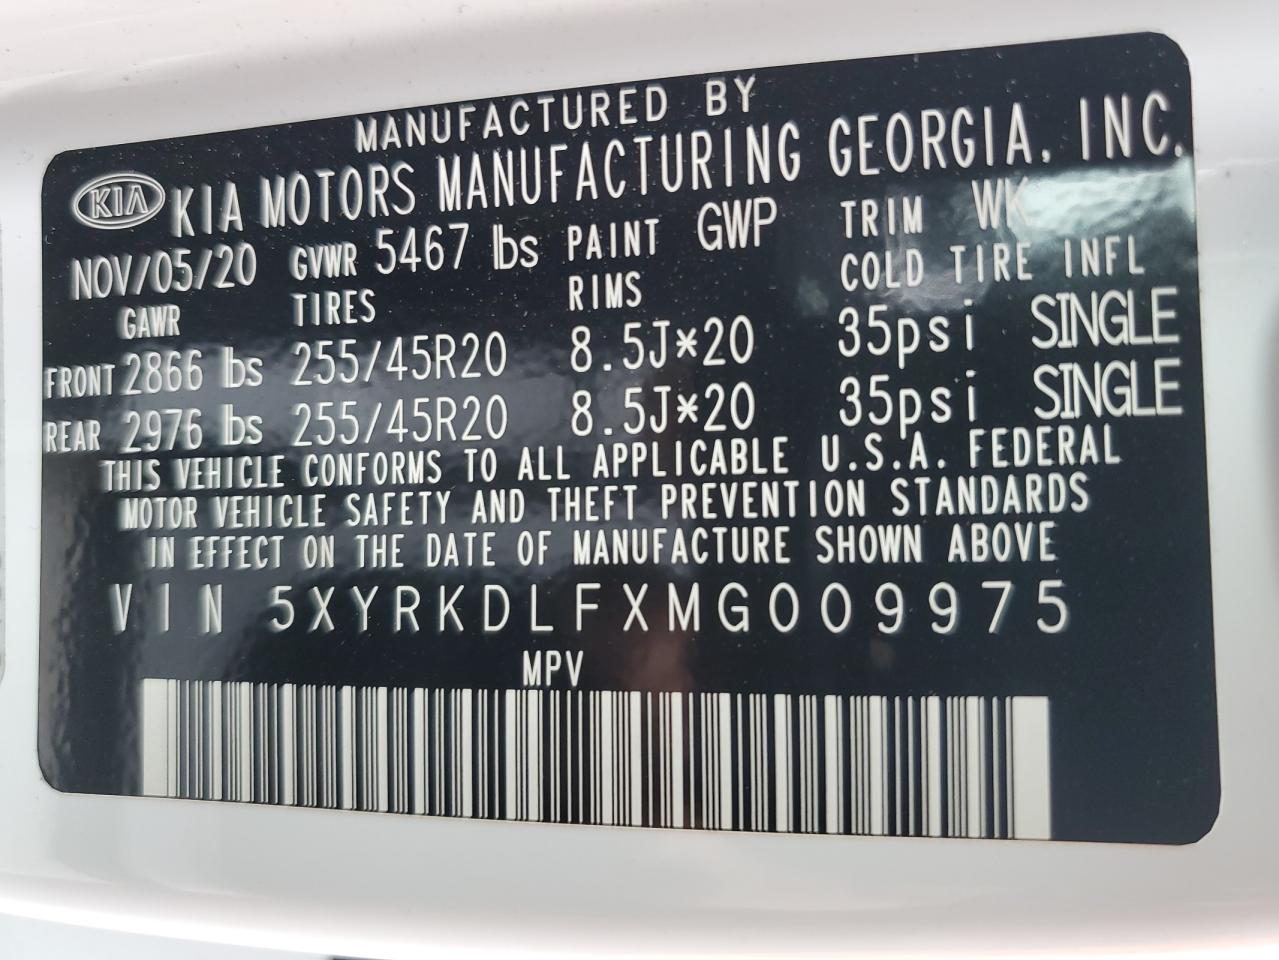 MANUFACTURED BY
KIA KIA MOTORS MANUFACTURING GEORGIA, INC.
NOV/05/20 GVWR 5467 lbs PAINT GWP TRIM WK
GAWR TIRES RIMS COLD TIRE INFL
FRONT 2866 lbs 255/45R20 8.5J*20 35psi SINGLE
REAR 2976 lbs 255/45R20 8.5J*20 35psi SINGLE
THIS VEHICLE CONFORMS TO ALL APPLICABLE U.S.A. FEDERAL
MOTOR VEHICLE SAFETY AND THEFT PREVENTION STANDARDS
IN EFFECT ON THE DATE OF MANUFACTURE SHOWN ABOVE
VIN 5XYRKDLFXMG009975
MPV